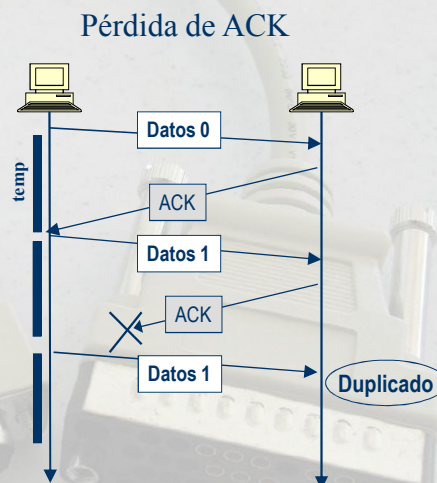 Pérdida de ACK
Datos 0
temp
ACK
Datos 1
ACK
Datos 1
Duplicado